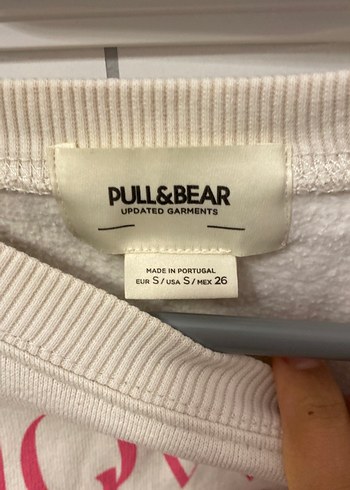 PULL&BEAR
UPDATED GARMENTS
MADE IN PORTUGAL
EUR S/USA S/MEX 26